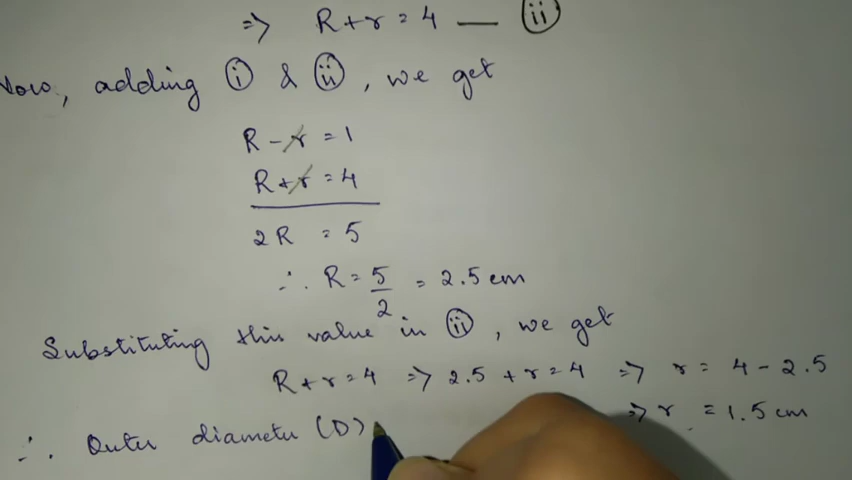 => R+r = 4 — (ii)
Now, adding (i) & (ii), we get
R - r = 1
R + r = 4
2R = 5
∴ R = 5/2 = 2.5 cm
Substituting this value in (ii), we get
R + r = 4 => 2.5 + r = 4 => r = 4 - 2.5
=> r = 1.5 cm
∴ Outer diameter (D)